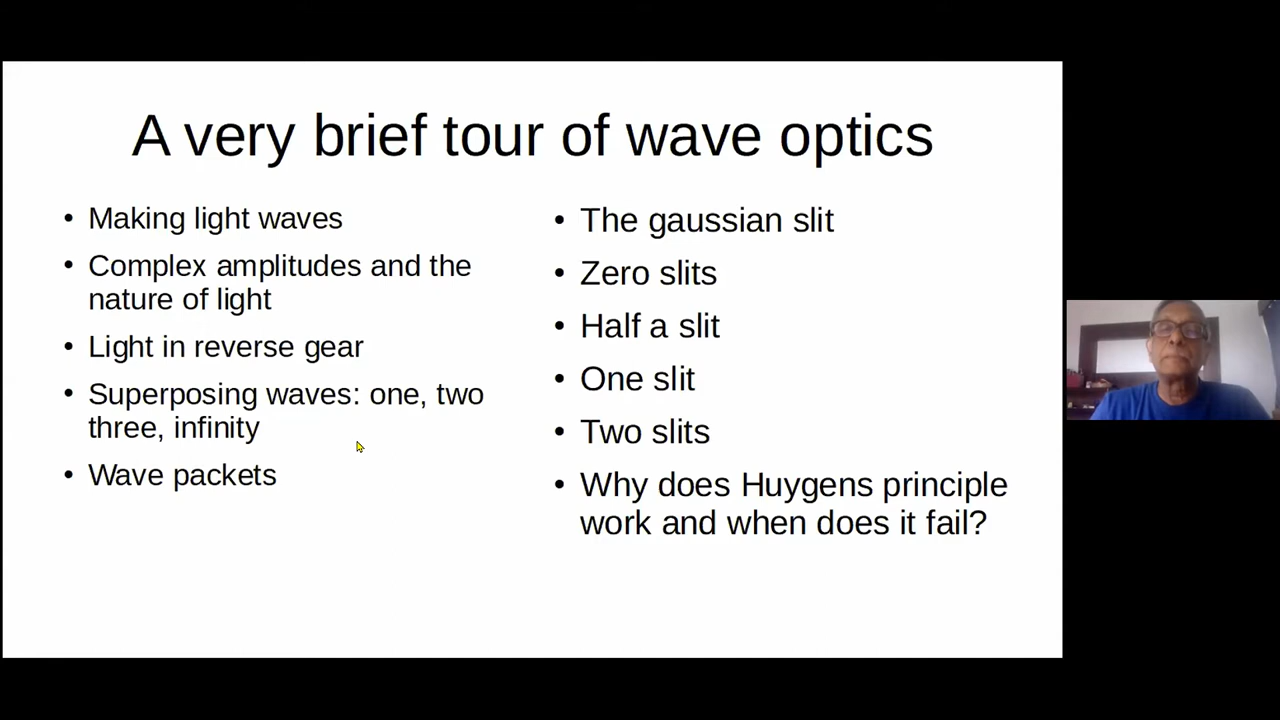 A very brief tour of wave optics
• Making light waves
• Complex amplitudes and the
nature of light
• Light in reverse gear
• Superposing waves: one, two
three, infinity
• Wave packets
• The gaussian slit
• Zero slits
• Half a slit
• One slit
• Two slits
• Why does Huygens principle
work and when does it fail?